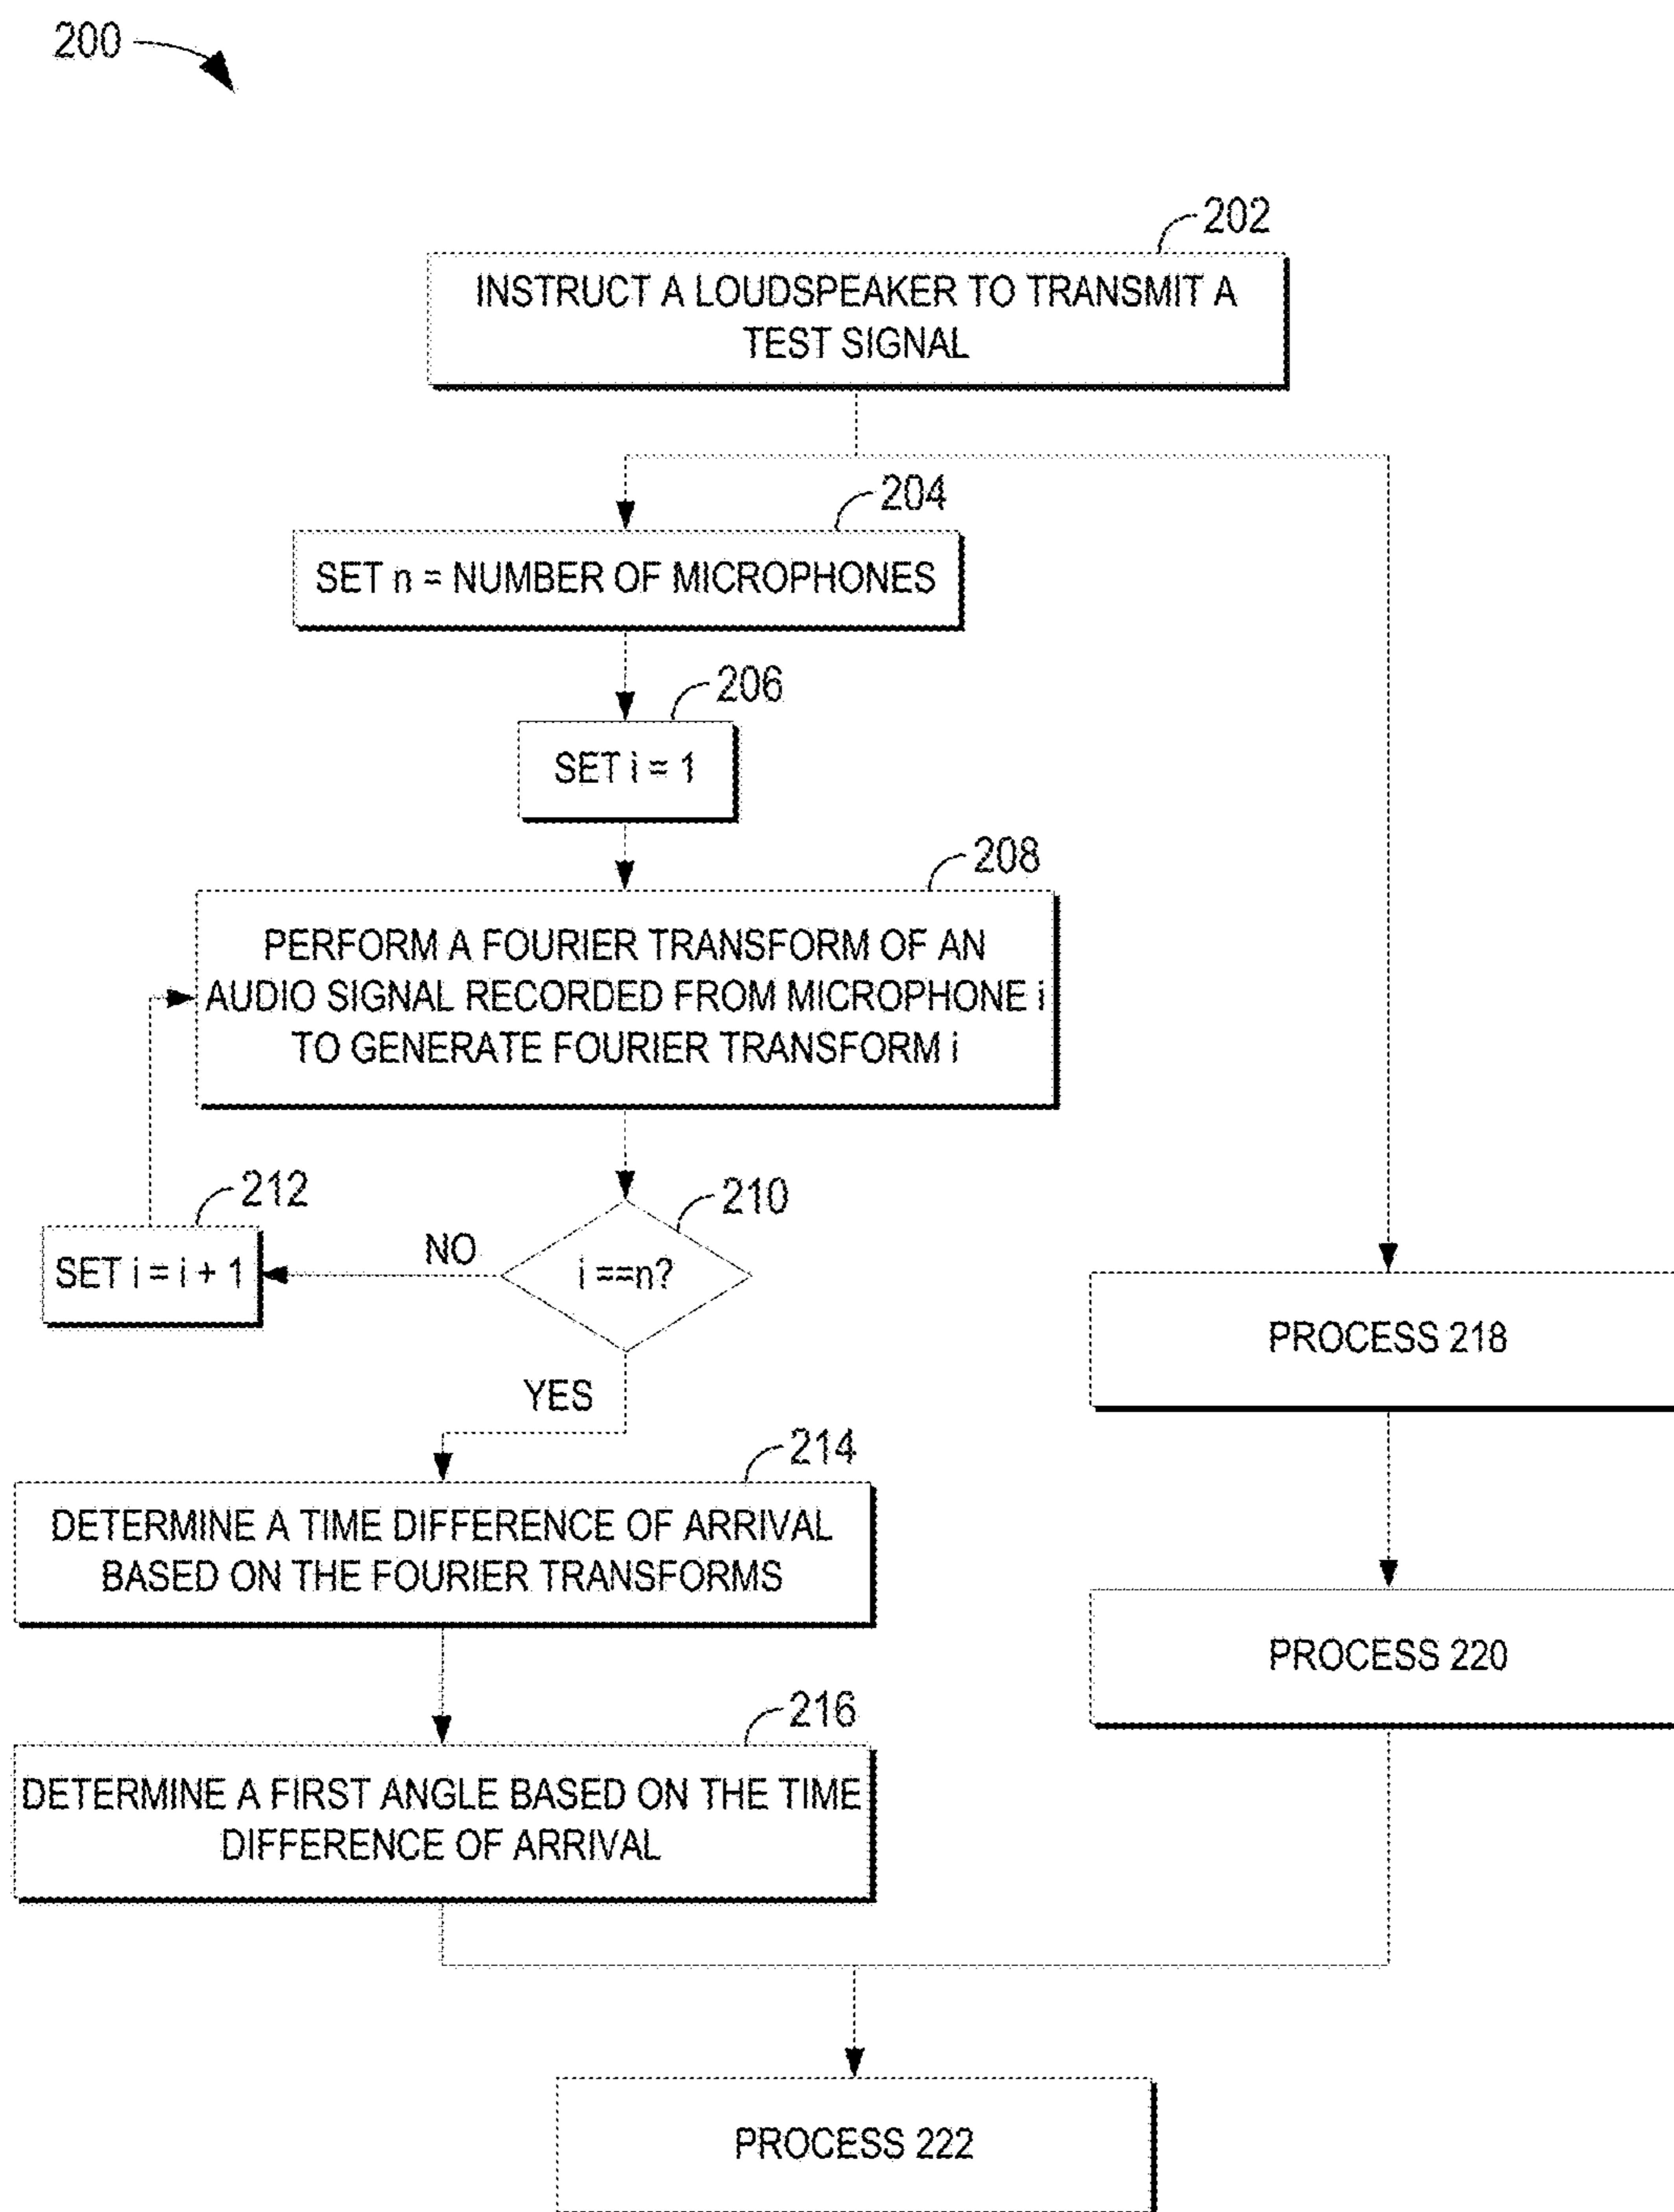 200
202
INSTRUCT A LOUDSPEAKER TO TRANSMIT A
TEST SIGNAL
204
SET n = NUMBER OF MICROPHONES
206
SET i = 1
208
PERFORM A FOURIER TRANSFORM OF AN
AUDIO SIGNAL RECORDED FROM MICROPHONE i
TO GENERATE FOURIER TRANSFORM i
212
SET i = i + 1
NO
210
i ==n?
YES
PROCESS 218
214
DETERMINE A TIME DIFFERENCE OF ARRIVAL
BASED ON THE FOURIER TRANSFORMS
PROCESS 220
216
DETERMINE A FIRST ANGLE BASED ON THE TIME
DIFFERENCE OF ARRIVAL
PROCESS 222